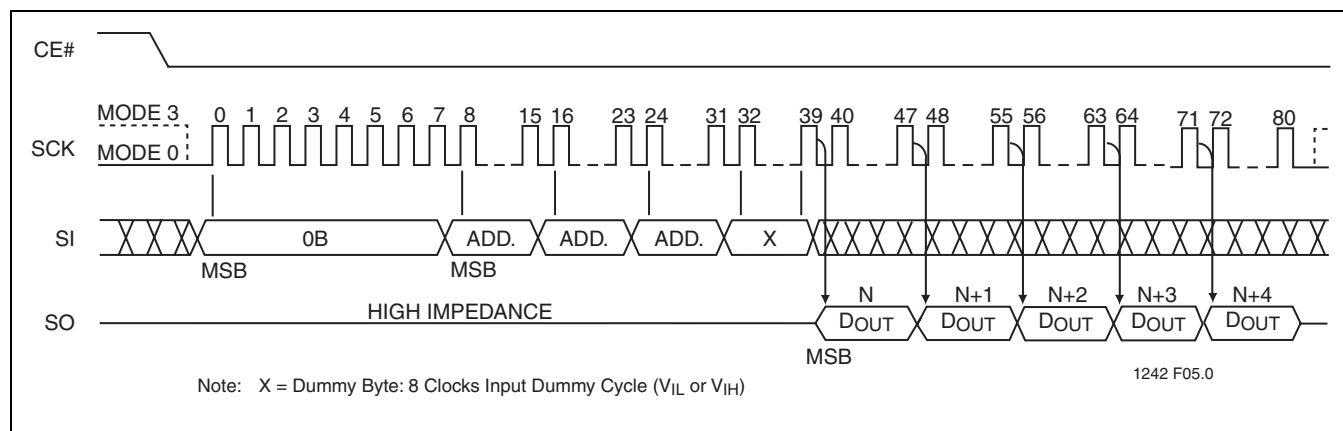 CE#
MODE 3 0 1 2 3 4 5 6 7 8 15 16 23 24 31 32 39 40 47 48 55 56 63 64 71 72 80
SCK MODE 0
SI 0B ADD. ADD. ADD. X
MSB MSB
N N+1 N+2 N+3 N+4
SO HIGH IMPEDANCE DOUT DOUT DOUT DOUT DOUT
MSB
1242 F05.0
Note: X = Dummy Byte: 8 Clocks Input Dummy Cycle (VIL or VIH)